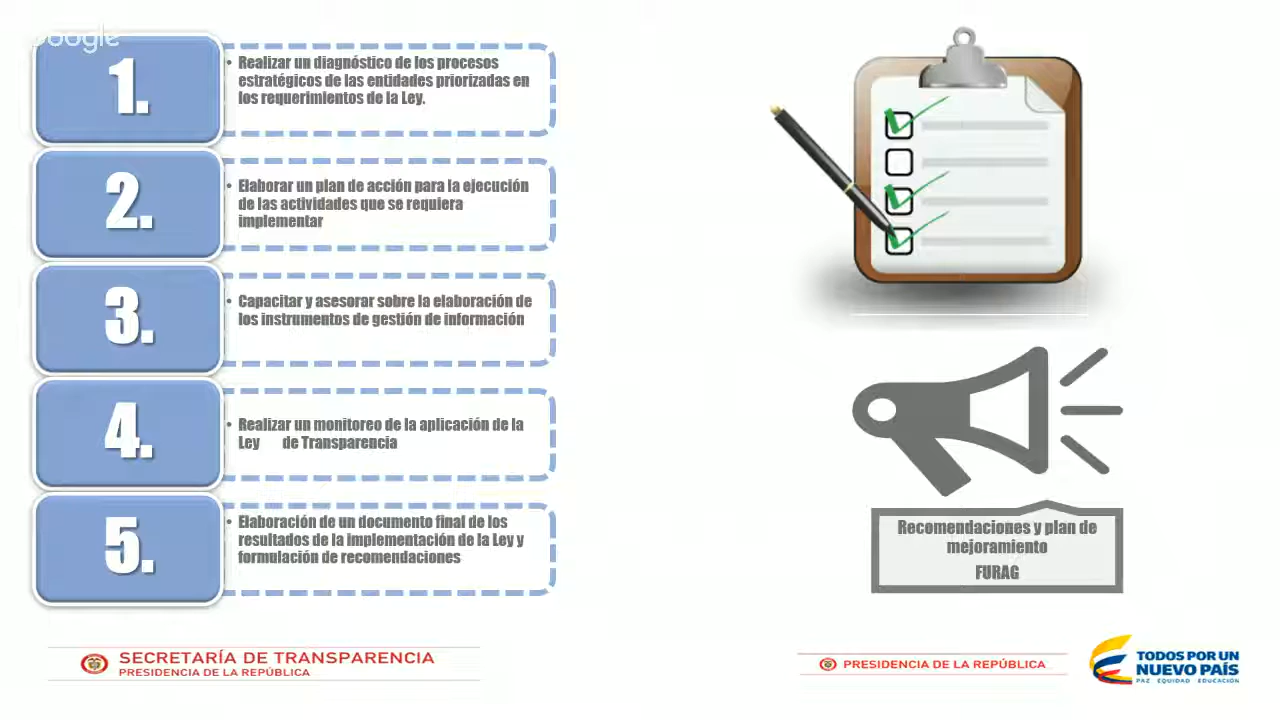 Google
1.
• Realizar un diagnóstico de los procesos
estratégicos de las entidades priorizadas en
los requerimientos de la Ley.
2.
• Elaborar un plan de acción para la ejecución
de las actividades que se requiera
implementar
3.
• Capacitar y asesorar sobre la elaboración de
los instrumentos de gestión de información
4.
• Realizar un monitoreo de la aplicación de la
Ley de Transparencia
5.
• Elaboración de un documento final de los
resultados de la implementación de la Ley y
formulación de recomendaciones
Recomendaciones y plan de
mejoramiento
FURAG
SECRETARÍA DE TRANSPARENCIA
PRESIDENCIA DE LA REPÚBLICA
PRESIDENCIA DE LA REPÚBLICA
TODOS POR UN
NUEVO PAÍS
PAZ EQUIDAD EDUCACIÓN